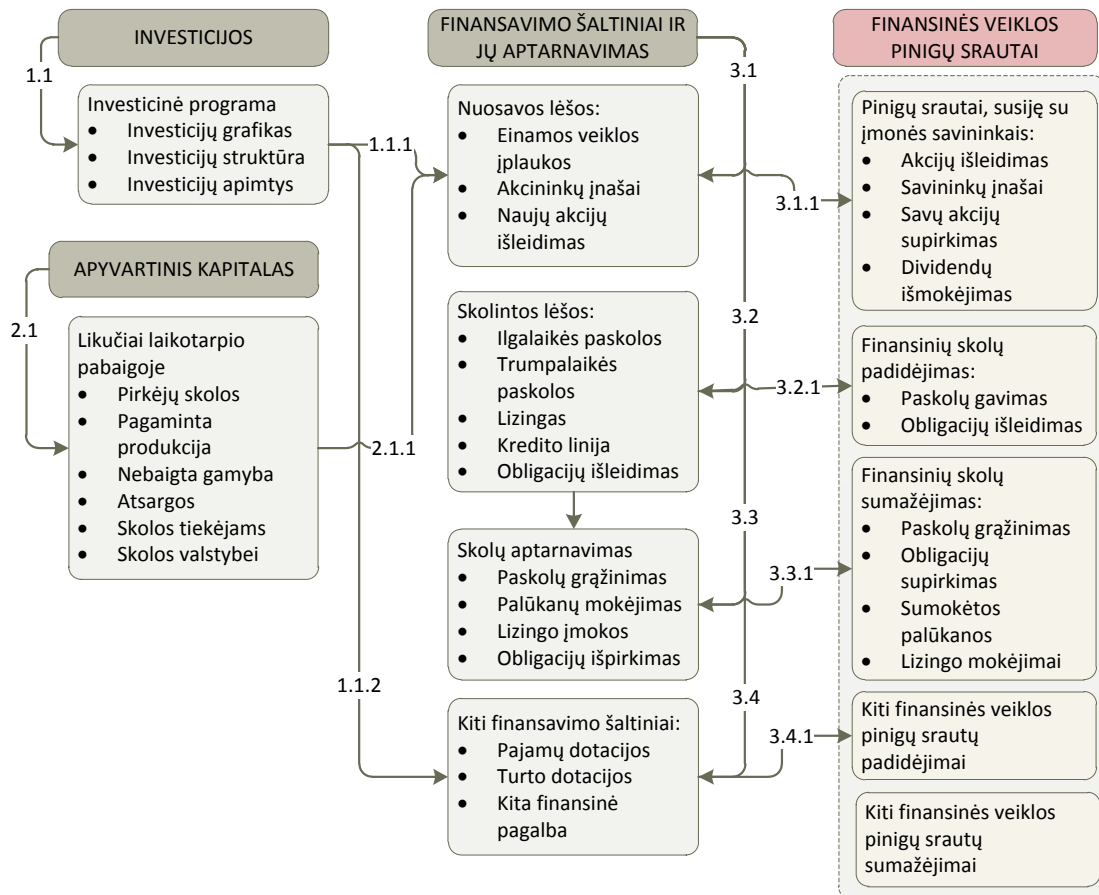 INVESTICIJOS
1.1
Investicinė programa
• Investicijų grafikas
• Investicijų struktūra
• Investicijų apimtys
1.1.1
1.1.2
APYVARTINIS KAPITALAS
2.1
Likučiai laikotarpio
pabaigoje
• Pirkėjų skolos
• Pagaminta
produkcija
• Nebaigta gamyba
• Atsargos
• Skolos tiekėjams
• Skolos valstybei
2.1.1
FINANSAVIMO ŠALTINIAI IR
JŲ APTARNAVIMAS
3.1
Nuosavos lėšos:
• Einamos veiklos
įplaukos
• Akcininkų įnašai
• Naujų akcijų
išleidimas
3.1.1
3.2
Skolintos lėšos:
• Ilgalaikės paskolos
• Trumpalaikės
paskolos
• Lizingas
• Kredito linija
• Obligacijų išleidimas
3.2.1
3.3
Skolų aptarnavimas
• Paskolų grąžinimas
• Palūkanų mokėjimas
• Lizingo įmokos
• Obligacijų išpirkimas
3.3.1
3.4
Kiti finansavimo šaltiniai:
• Pajamų dotacijos
• Turto dotacijos
• Kita finansinė
pagalba
3.4.1
FINANSINĖS VEIKLOS
PINIGŲ SRAUTAI
Pinigų srautai, susiję su
įmonės savininkais:
• Akcijų išleidimas
• Savininkų įnašai
• Savų akcijų
supirkimas
• Dividendų
išmokėjimas
Finansinių skolų
padidėjimas:
• Paskolų gavimas
• Obligacijų išleidimas
Finansinių skolų
sumažėjimas:
• Paskolų grąžinimas
• Obligacijų
supirkimas
• Sumokėtos
palūkanos
• Lizingo mokėjimai
Kiti finansinės veiklos
pinigų srautų
padidėjimai
Kiti finansinės veiklos
pinigų srautų
sumažėjimai